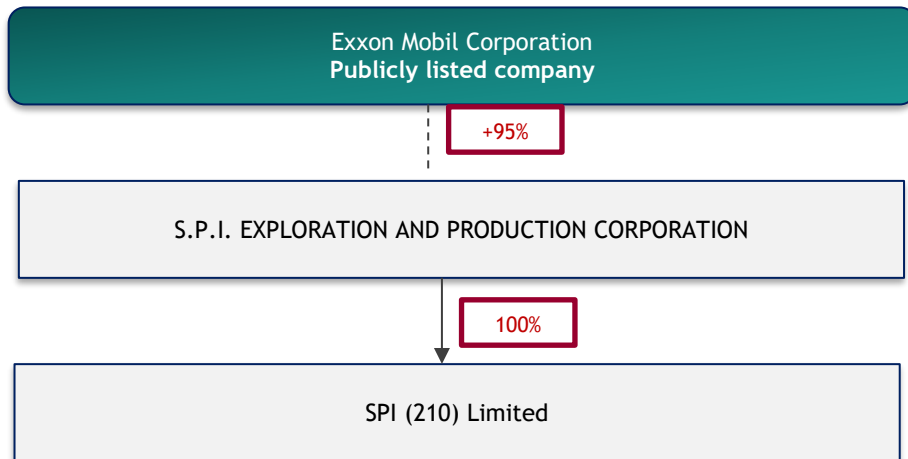 Exxon Mobil Corporation
Publicly listed company
+95%
S.P.I. EXPLORATION AND PRODUCTION CORPORATION
100%
SPI (210) Limited